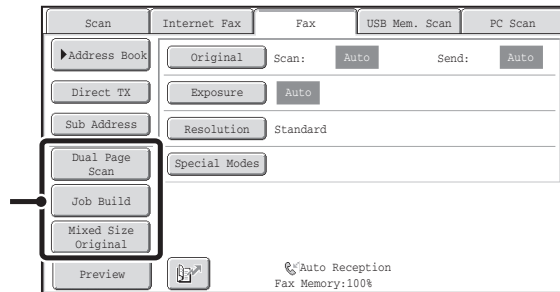 Scan Internet Fax Fax USB Mem. Scan PC Scan
Address Book Original Scan: Auto Send: Auto
Direct TX Exposure Auto
Sub Address Resolution Standard
Dual Page
Scan
Special Modes
Job Build
Mixed Size
Original
Preview
Auto Reception
Fax Memory:100%